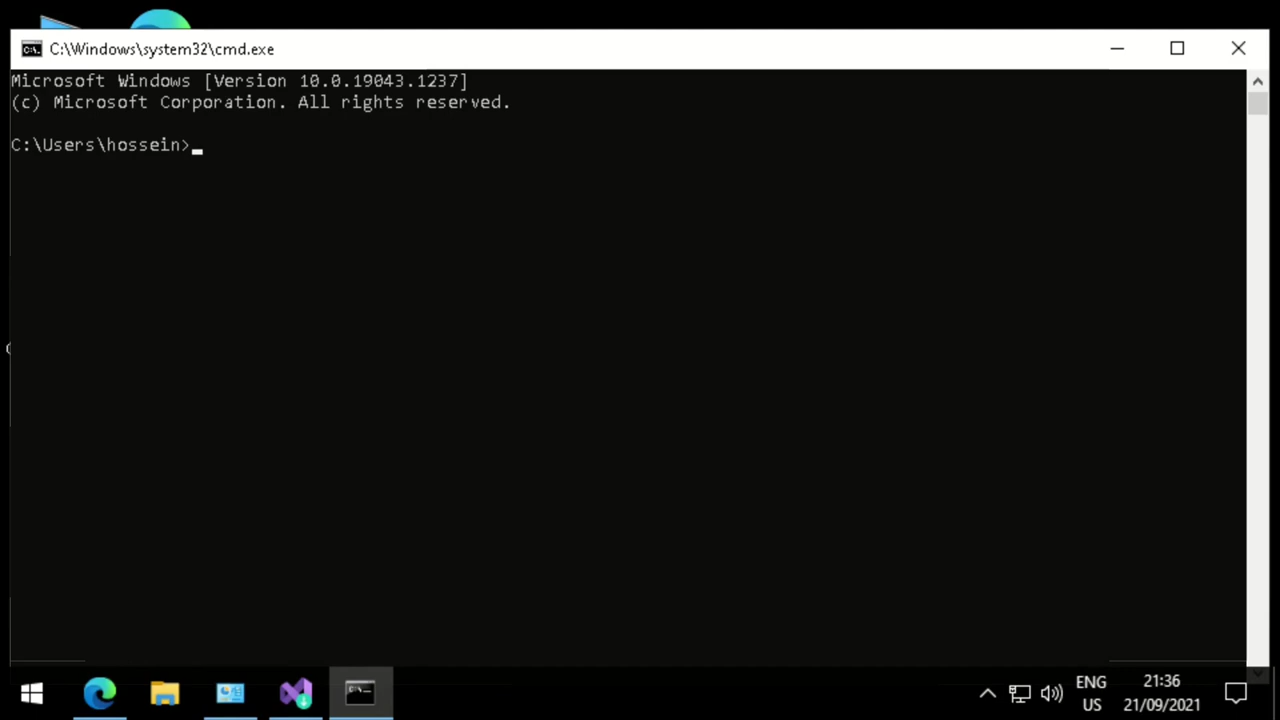 C:\Windows\system32\cmd.exe
Microsoft Windows [Version 10.0.19043.1237]
(c) Microsoft Corporation. All rights reserved.
C:\Users\hossein>
ENG
US
21:36
21/09/2021